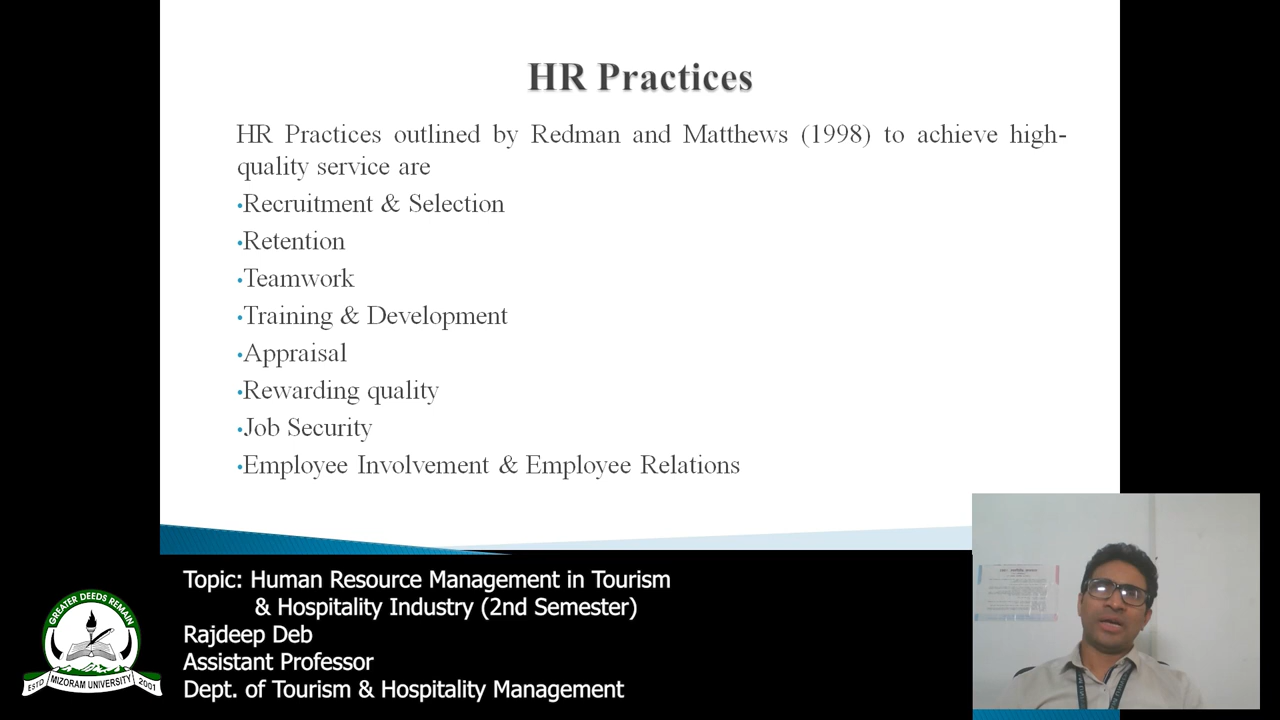 HR Practices
HR Practices outlined by Redman and Matthews (1998) to achieve high-
quality service are
•Recruitment & Selection
•Retention
•Teamwork
•Training & Development
•Appraisal
•Rewarding quality
•Job Security
•Employee Involvement & Employee Relations
Topic: Human Resource Management in Tourism
& Hospitality Industry (2nd Semester)
Rajdeep Deb
Assistant Professor
Dept. of Tourism & Hospitality Management
GREATER DEEDS REMAIN
ESTD MIZORAM UNIVERSITY 2001